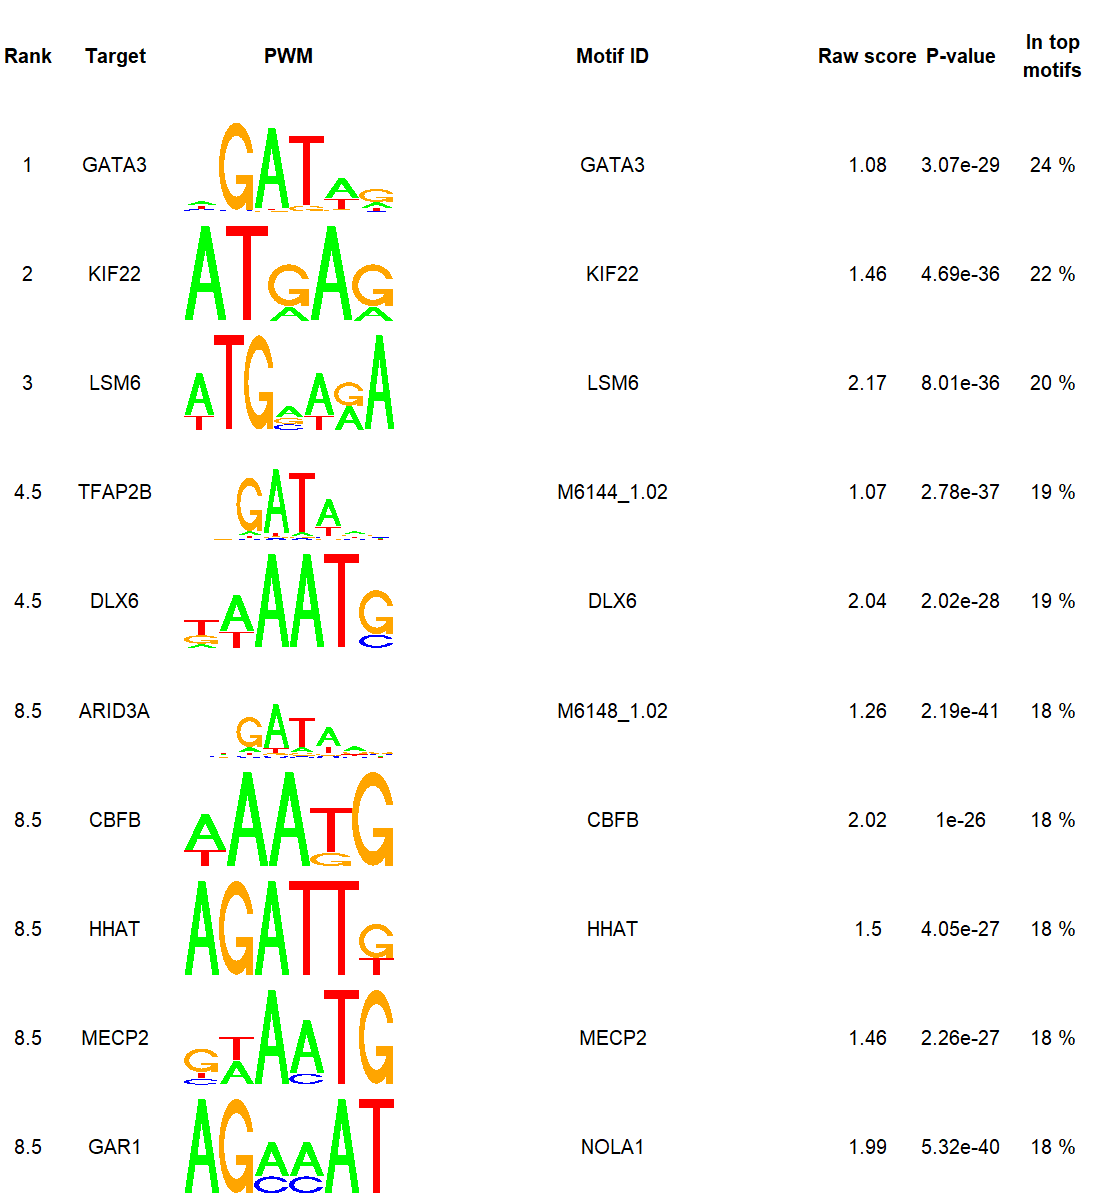 Rank Target PWM Motif ID Raw score P-value In top motifs
1 GATA3 GATA3 1.08 3.07e-29 24 %
2 KIF22 KIF22 1.46 4.69e-36 22 %
3 LSM6 LSM6 2.17 8.01e-36 20 %
4.5 TFAP2B M6144_1.02 1.07 2.78e-37 19 %
4.5 DLX6 DLX6 2.04 2.02e-28 19 %
8.5 ARID3A M6148_1.02 1.26 2.19e-41 18 %
8.5 CBFB CBFB 2.02 1e-26 18 %
8.5 HHAT HHAT 1.5 4.05e-27 18 %
8.5 MECP2 MECP2 1.46 2.26e-27 18 %
8.5 GAR1 NOLA1 1.99 5.32e-40 18 %